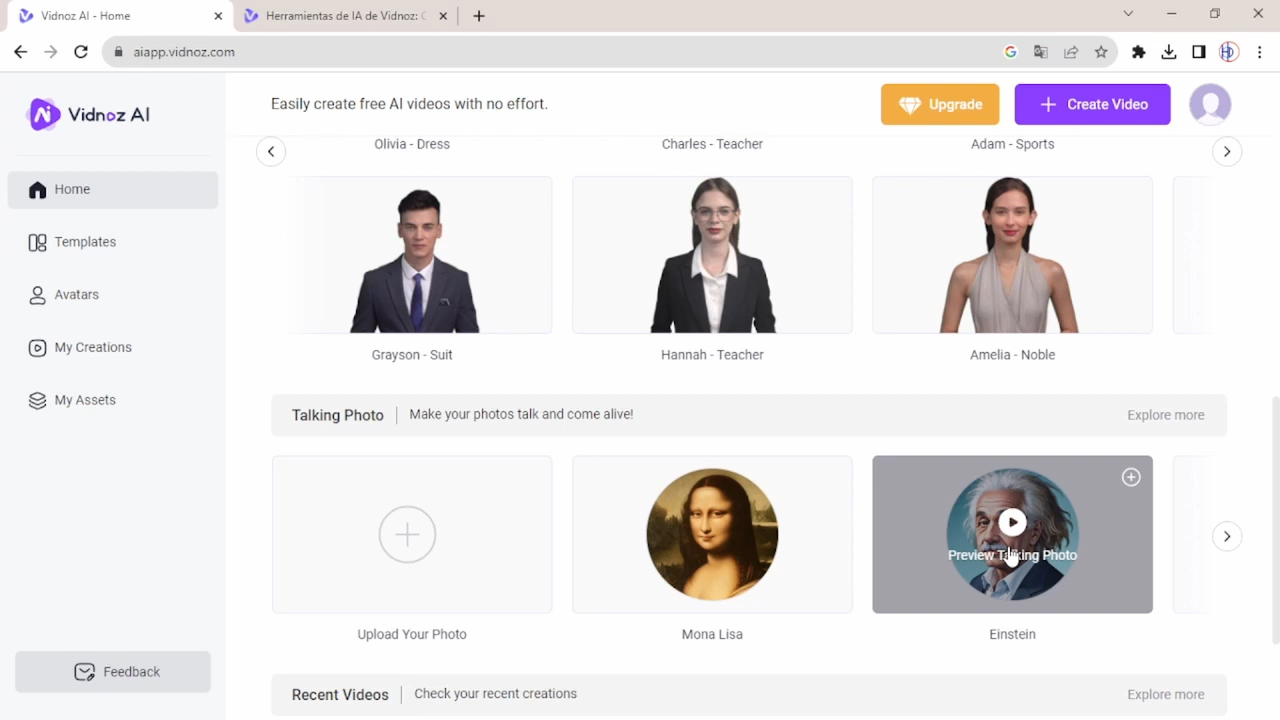 Vidnoz AI - Home
Herramientas de IA de Vidnoz: C
aiapp.vidnoz.com
Vidnoz AI
Easily create free AI videos with no effort.
Upgrade
Create Video
Home
Templates
Avatars
My Creations
My Assets
Feedback
Olivia - Dress
Charles - Teacher
Adam - Sports
Grayson - Suit
Hannah - Teacher
Amelia - Noble
Talking Photo
Make your photos talk and come alive!
Explore more
Preview Talking Photo
Upload Your Photo
Mona Lisa
Einstein
Recent Videos
Check your recent creations
Explore more